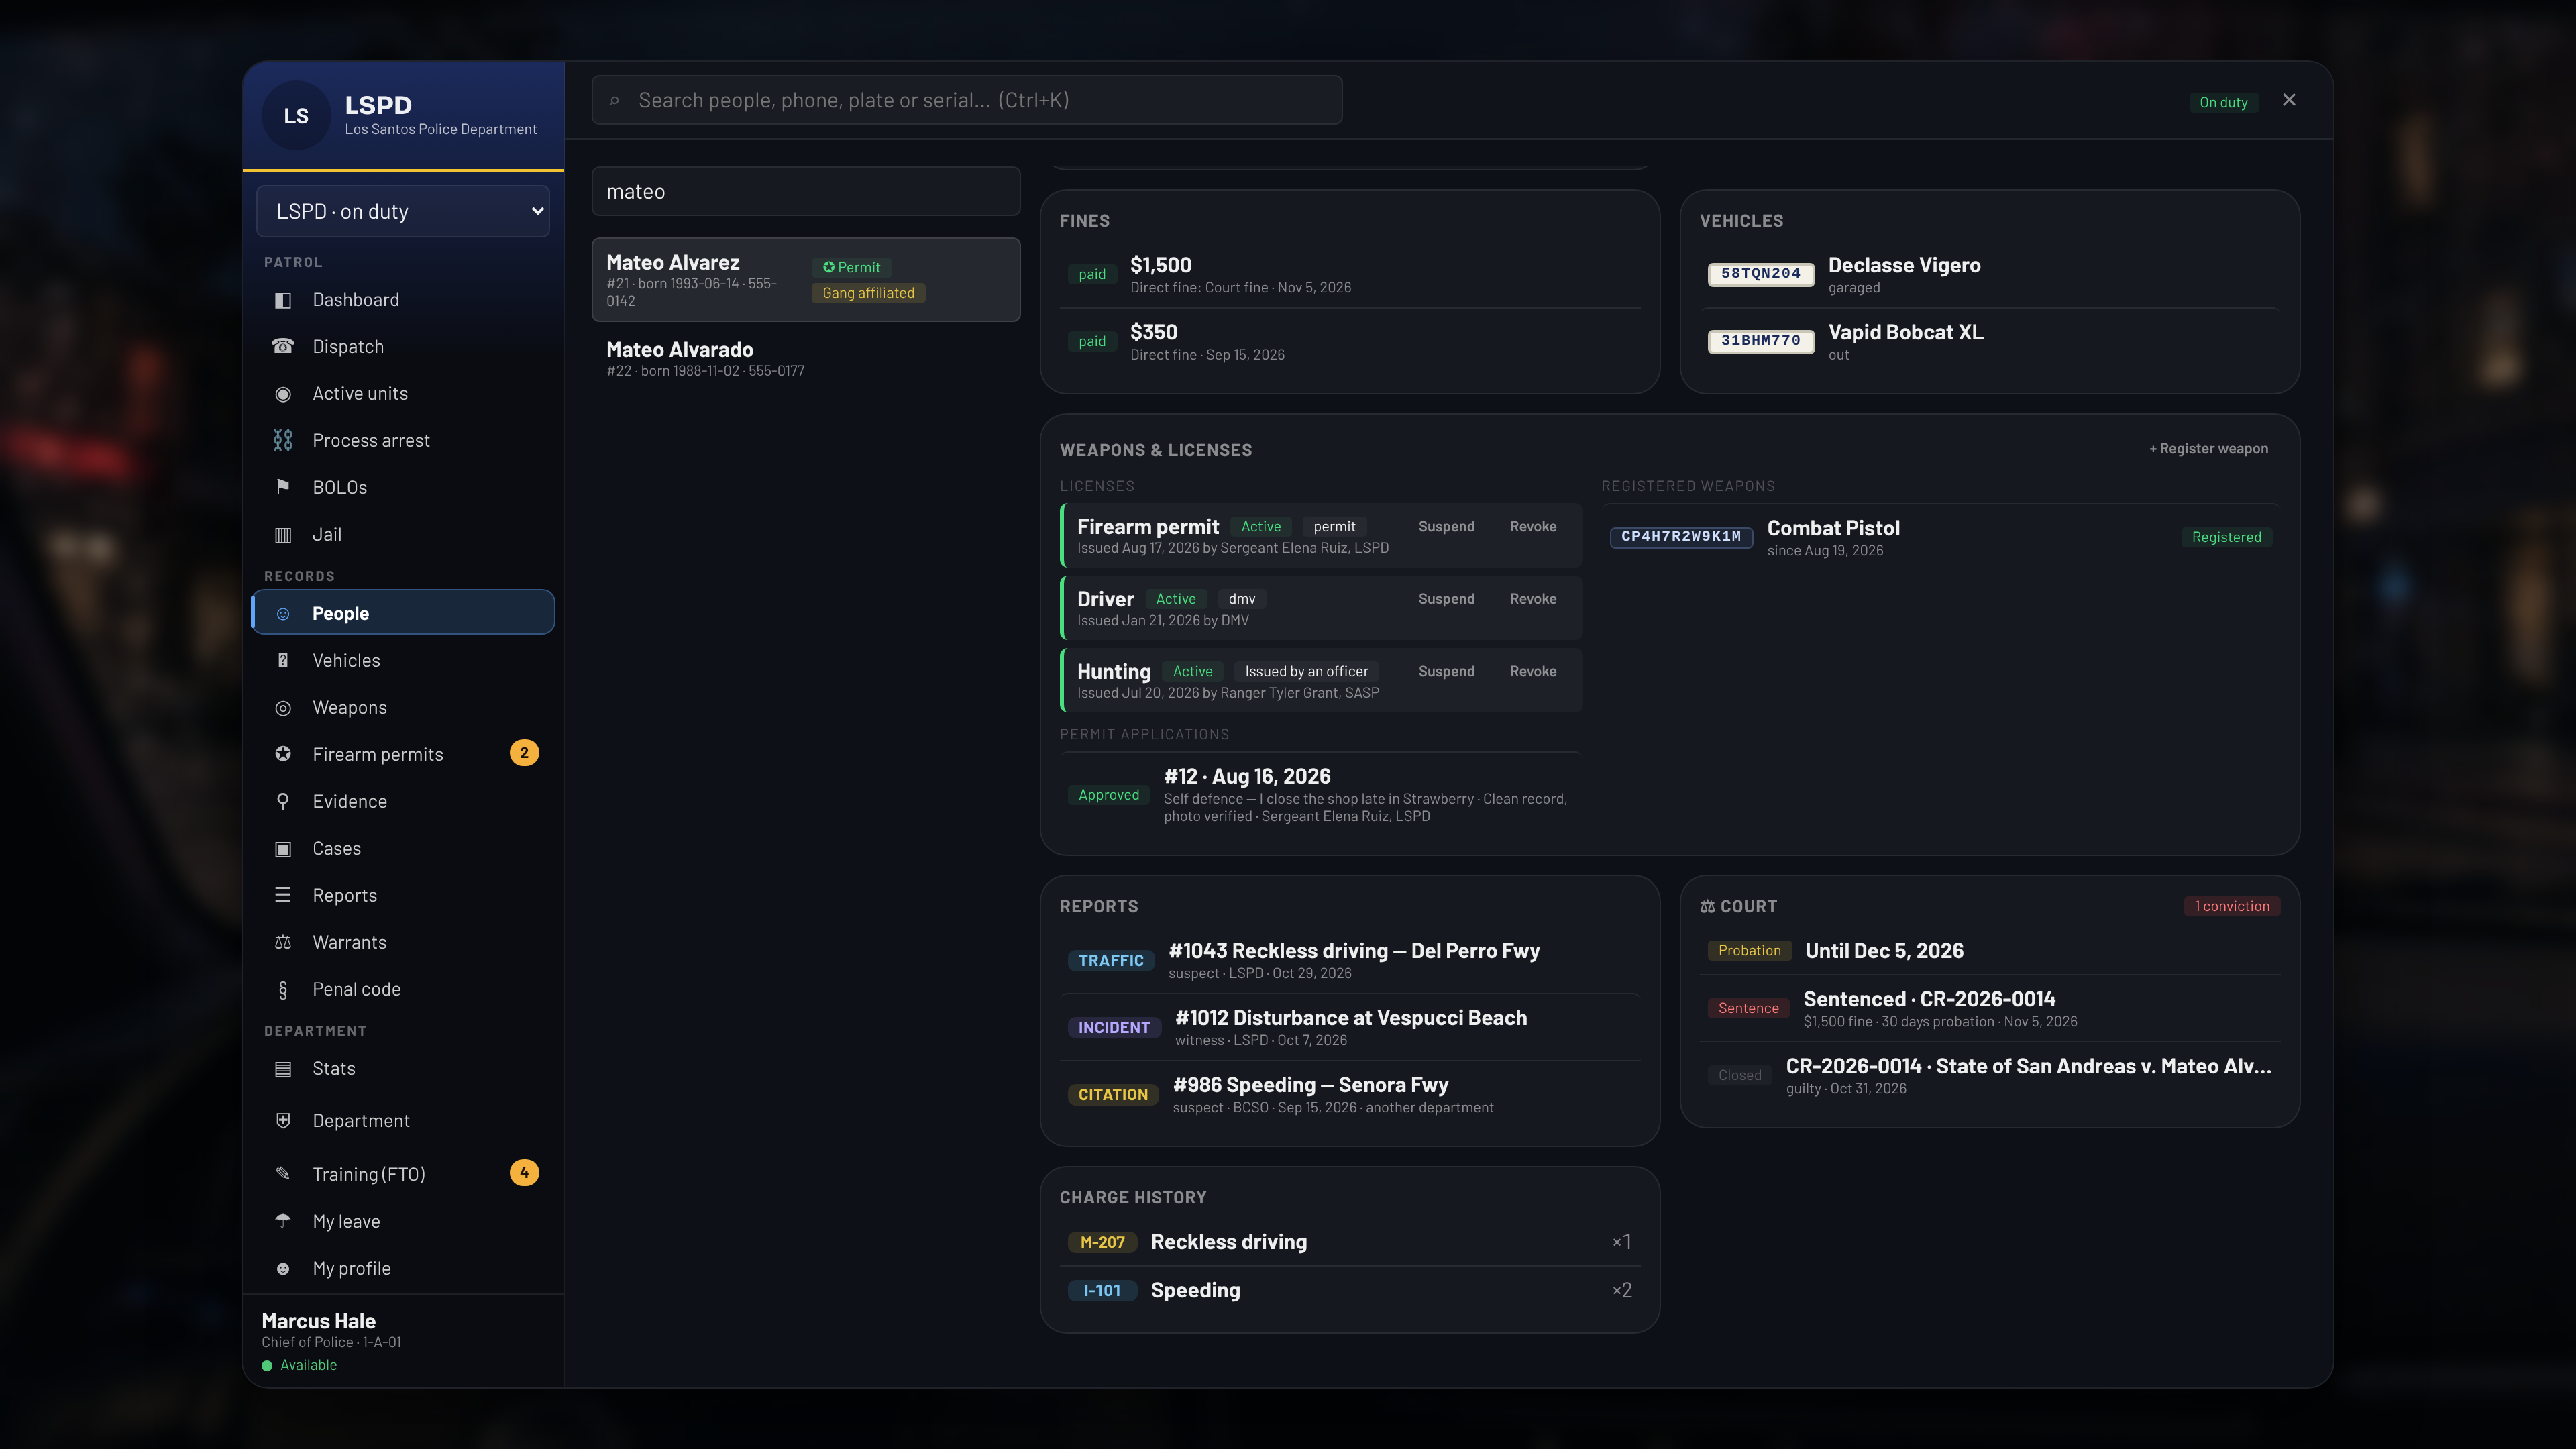 LS
LSPD
Los Santos Police Department
LSPD · on duty
PATROL
Dashboard
Dispatch
Active units
Process arrest
BOLOs
Jail
RECORDS
People
Vehicles
Weapons
Firearm permits 2
Evidence
Cases
Reports
Warrants
§ Penal code
DEPARTMENT
Stats
Department
Training (FTO) 4
My leave
My profile
Marcus Hale
Chief of Police · 1-A-01
Available
Search people, phone, plate or serial... (Ctrl+K)
On duty ✕
mateo
Mateo Alvarez
#21 · born 1993-06-14 · 555-
0142
✪ Permit
Gang affiliated
Mateo Alvarado
#22 · born 1988-11-02 · 555-0177
FINES
paid $1,500
Direct fine: Court fine · Nov 5, 2026
paid $350
Direct fine · Sep 15, 2026
VEHICLES
58TQN204 Declasse Vigero
garaged
31BHM770 Vapid Bobcat XL
out
WEAPONS & LICENSES
+ Register weapon
LICENSES
Firearm permit Active permit Suspend Revoke
Issued Aug 17, 2026 by Sergeant Elena Ruiz, LSPD
Driver Active dmv Suspend Revoke
Issued Jan 21, 2026 by DMV
Hunting Active Issued by an officer Suspend Revoke
Issued Jul 20, 2026 by Ranger Tyler Grant, SASP
PERMIT APPLICATIONS
Approved #12 · Aug 16, 2026
Self defence — I close the shop late in Strawberry · Clean record,
photo verified · Sergeant Elena Ruiz, LSPD
REGISTERED WEAPONS
CP4H7R2W9K1M Combat Pistol Registered
since Aug 19, 2026
REPORTS
TRAFFIC #1043 Reckless driving — Del Perro Fwy
suspect · LSPD · Oct 29, 2026
INCIDENT #1012 Disturbance at Vespucci Beach
witness · LSPD · Oct 7, 2026
CITATION #986 Speeding — Senora Fwy
suspect · BCSO · Sep 15, 2026 · another department
⚖ COURT 1 conviction
Probation Until Dec 5, 2026
Sentence Sentenced · CR-2026-0014
$1,500 fine · 30 days probation · Nov 5, 2026
Closed CR-2026-0014 · State of San Andreas v. Mateo Alv...
guilty · Oct 31, 2026
CHARGE HISTORY
M-207 Reckless driving ×1
I-101 Speeding ×2